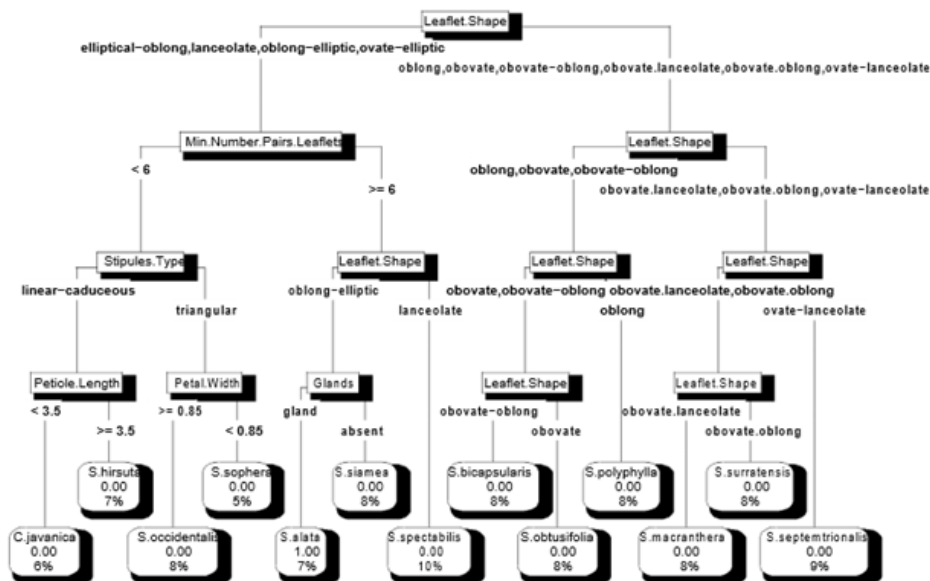 Leaflet.Shape
elliptical-oblong,lanceolate,oblong-elliptic,ovate-elliptic
oblong,obovate,obovate-oblong,obovate.lanceolate,obovate.oblong,ovate-lanceolate
Min.Number.Pairs.Leaflets
Leaflet.Shape
< 6
oblong,obovate,obovate-oblong
>= 6
obovate.lanceolate,obovate.oblong,ovate-lanceolate
Stipules.Type
Leaflet.Shape
Leaflet.Shape
Leaflet.Shape
linear-caduceous
oblong-elliptic
obovate,obovate-oblong
obovate.lanceolate,obovate.oblong
triangular
lanceolate
oblong
ovate-lanceolate
Petiole.Length
Petal.Width
Glands
Leaflet.Shape
Leaflet.Shape
< 3.5
>= 0.85
gland
obovate-oblong
obovate.lanceolate
>= 3.5
< 0.85
absent
obovate
obovate.oblong
S.hirsuta
0.00
7%
S.sophera
0.00
5%
S.siamea
0.00
8%
S.bicapsularis
0.00
8%
S.polyphylla
0.00
8%
S.surratensis
0.00
8%
C.javanica
0.00
6%
S.occidentalis
0.00
8%
S.alata
1.00
7%
S.spectabilis
0.00
10%
S.obtusifolia
0.00
8%
S.macranthera
0.00
8%
S.septemtrionalis
0.00
9%